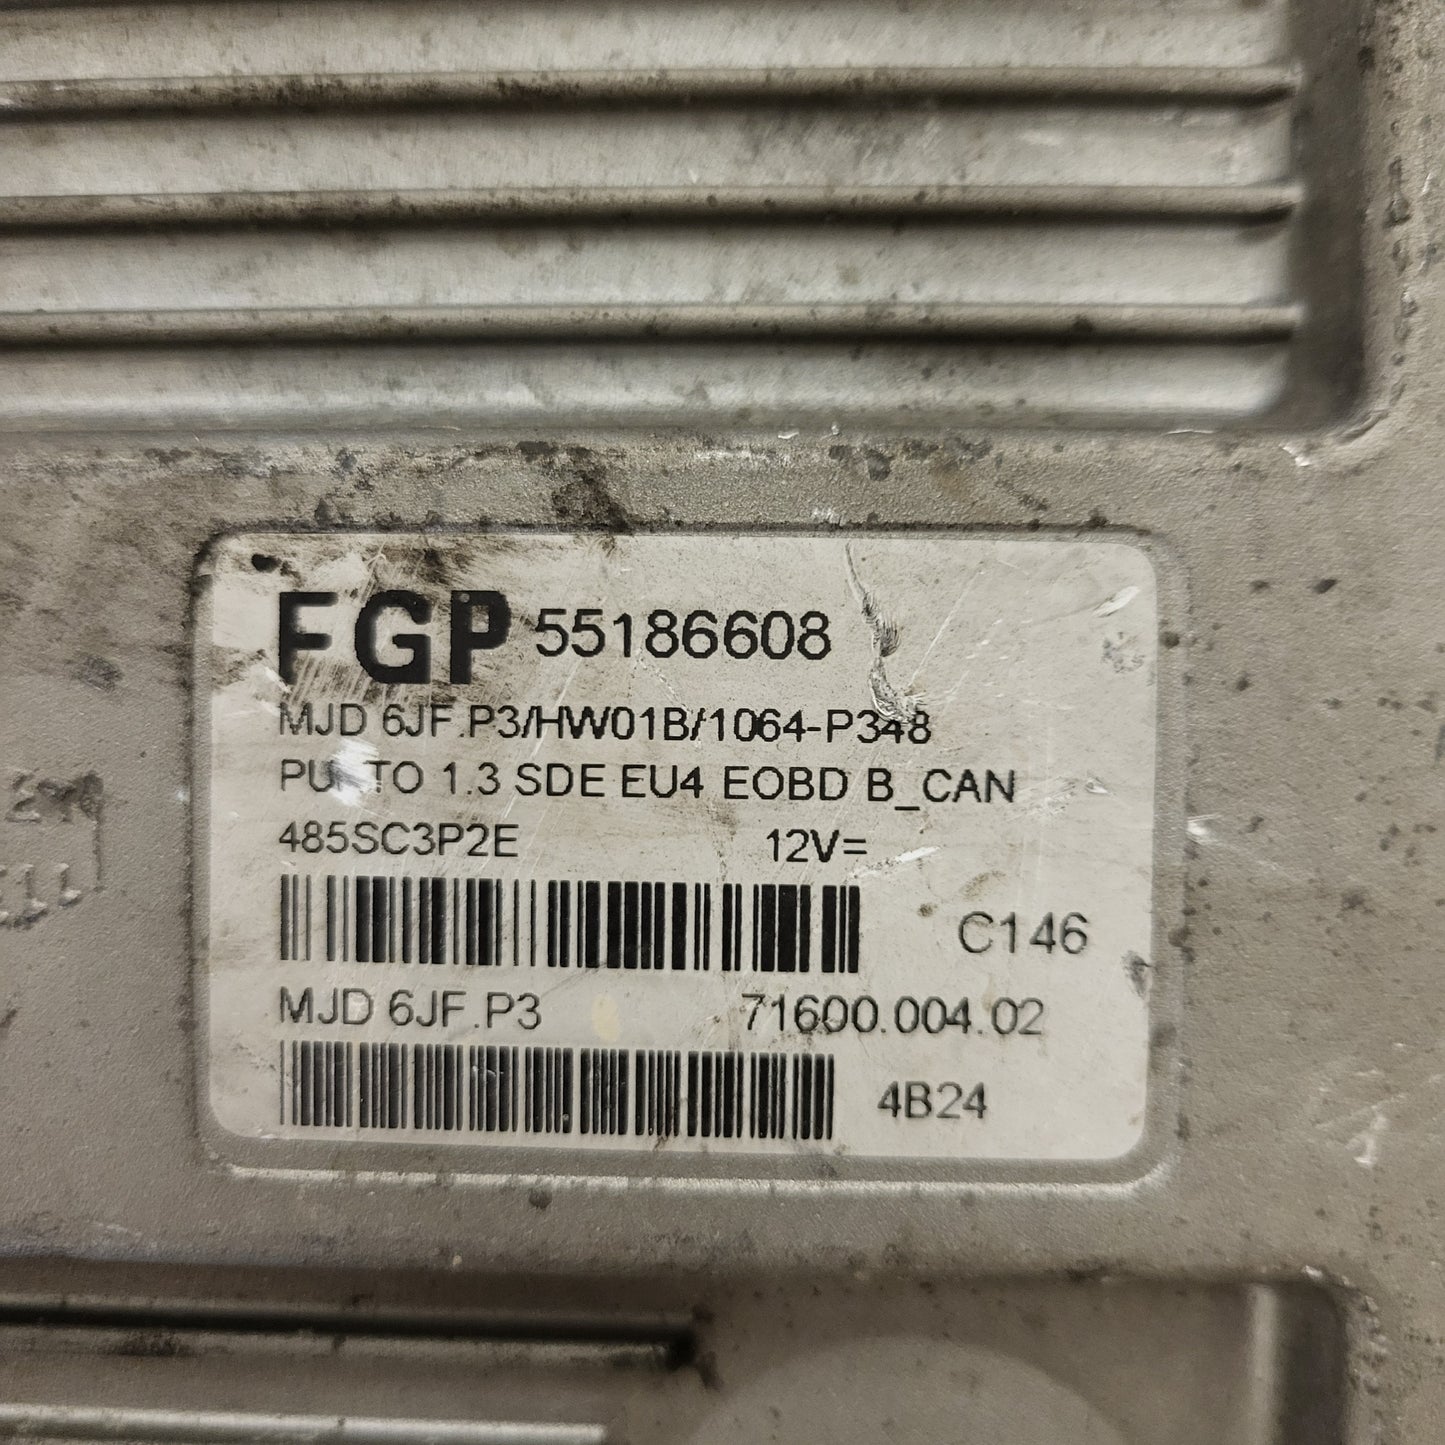 FGP 55186608
MJD 6JF.P3/HW01B/1064-P348
PUNTO 1.3 SDE EU4 EOBD B_CAN
485SC3P2E 12V=
C146
MJD 6JF.P3 71600.004.02
4B24